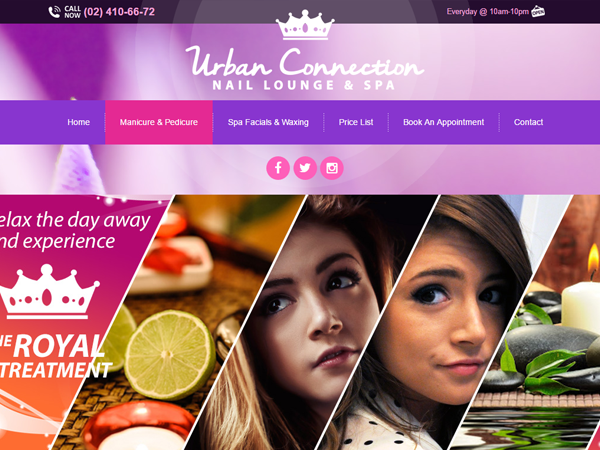 CALL NOW (02) 410-66-72
Everyday @ 10am-10pm OPEN
Urban Connection
NAIL LOUNGE & SPA
Home Manicure & Pedicure Spa Facials & Waxing Price List Book An Appointment Contact
elax the day away
nd experience
HE ROYAL
TREATMENT